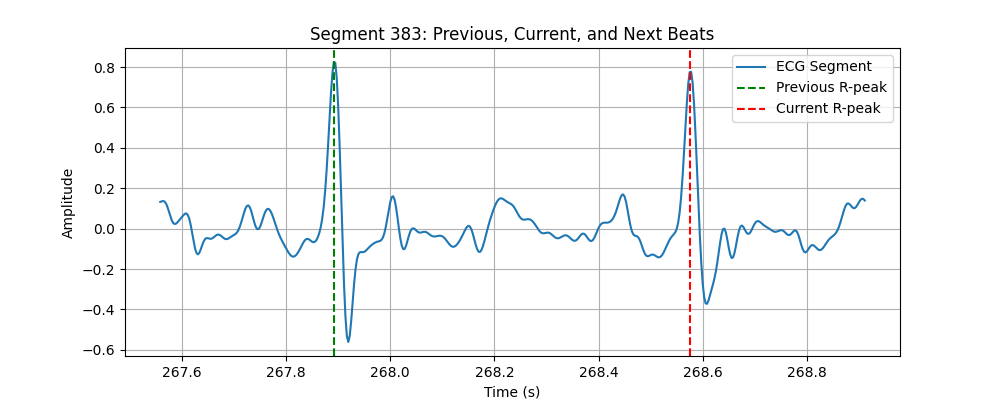 Segment 383: Previous, Current, and Next Beats
ECG Segment
Previous R-peak
Current R-peak
Amplitude
0.8
0.6
0.4
0.2
0.0
−0.2
−0.4
−0.6
267.6 267.8 268.0 268.2 268.4 268.6 268.8
Time (s)